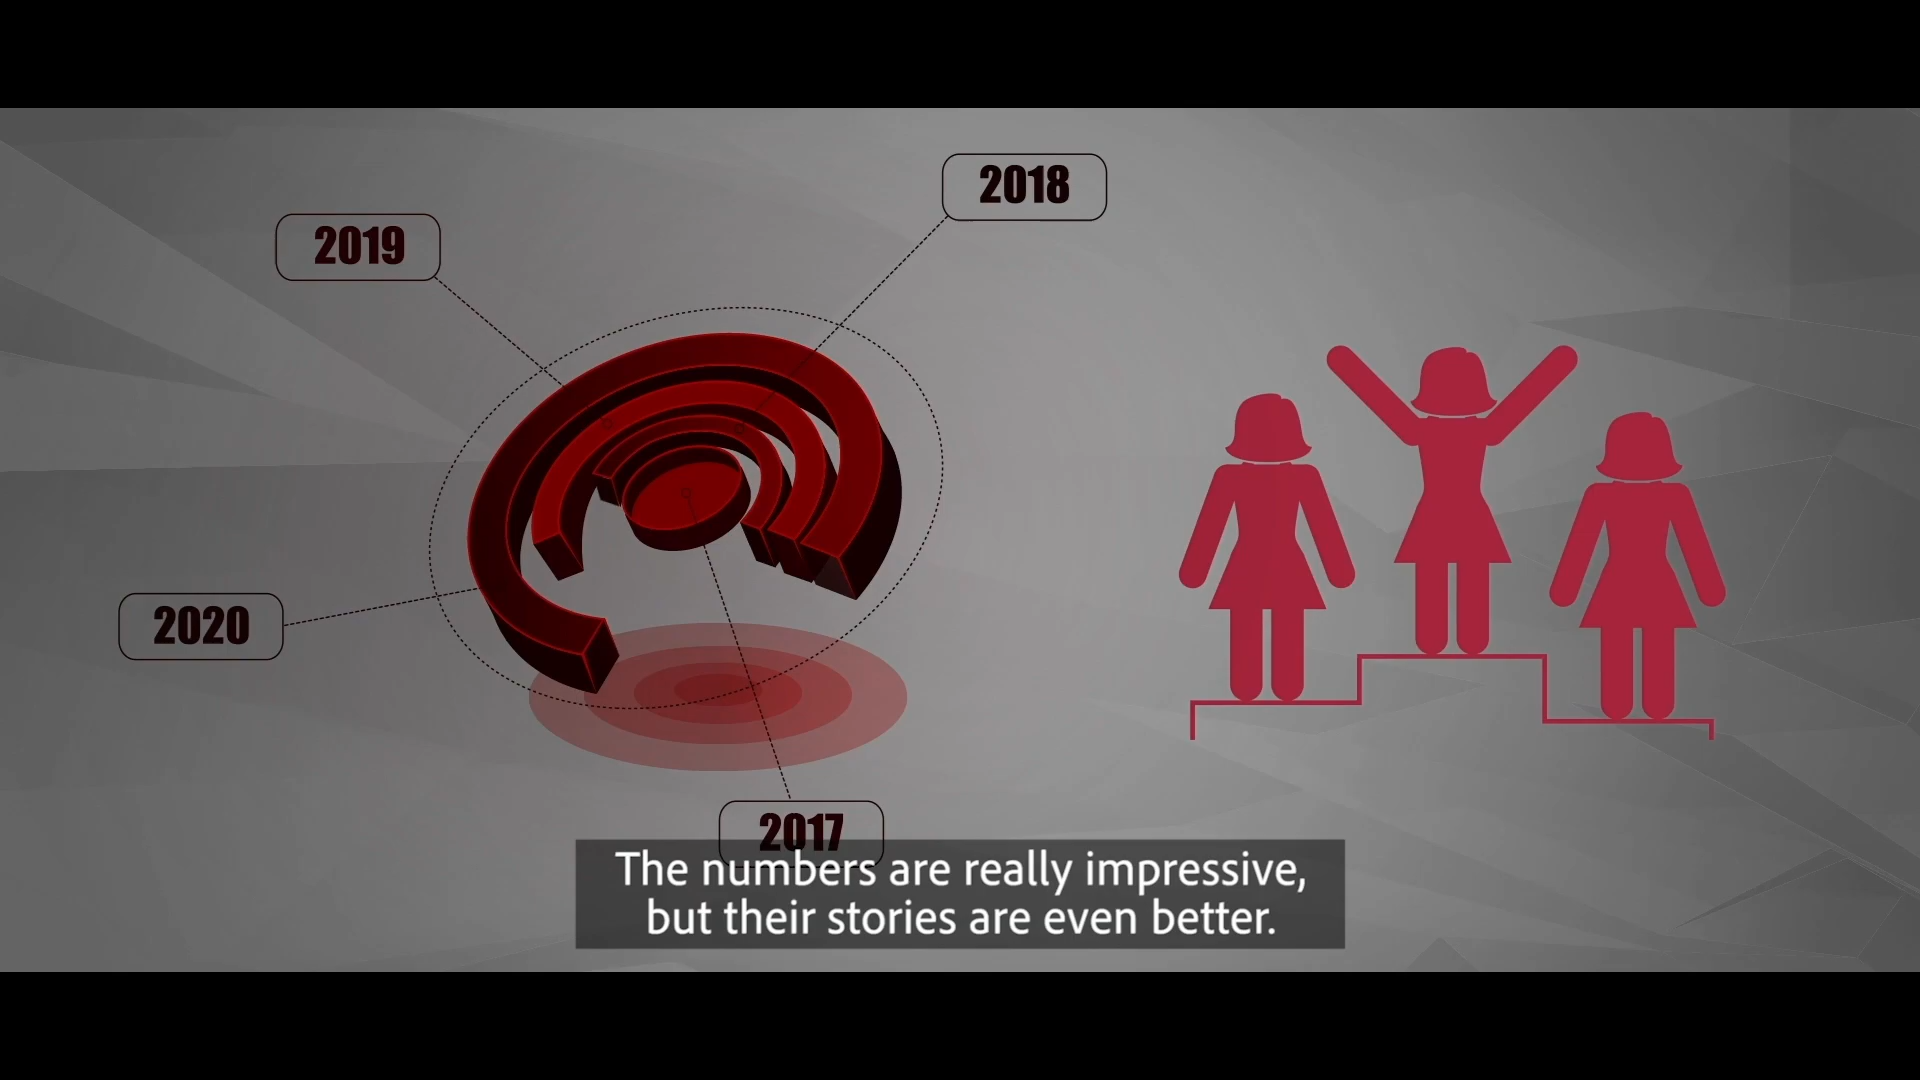 2018
2019
2020
2017
The numbers are really impressive,
but their stories are even better.